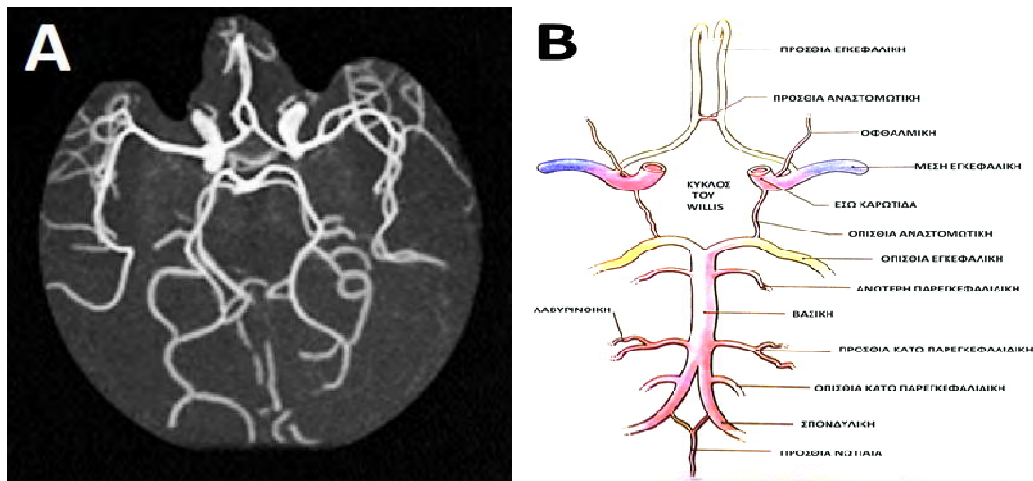 A
B
ΠΡΟΣΘΙΑ ΕΓΚΕΦΑΛΙΚΗ
ΠΡΟΣΘΙΑ ΑΝΑΣΤΟΜΩΤΙΚΗ
ΟΦΘΑΛΜΙΚΗ
ΜΕΣΗ ΕΓΚΕΦΑΛΙΚΗ
ΚΥΚΛΟΣ
ΤΟΥ
WILLIS
ΕΣΩ ΚΑΡΩΤΙΔΑ
ΟΠΙΣΘΙΑ ΑΝΑΣΤΟΜΩΤΙΚΗ
ΟΠΙΣΘΙΑ ΕΓΚΕΦΑΛΙΚΗ
ΑΝΩΤΕΡΗ ΠΑΡΕΓΚΕΦΑΛΙΔΙΚΗ
ΛΑΒΥΡΙΝΘΙΚΗ
ΒΑΣΙΚΗ
ΠΡΟΣΘΙΑ ΚΑΤΩ ΠΑΡΕΓΚΕΦΑΛΙΔΙΚΗ
ΟΠΙΣΘΙΑ ΚΑΤΩ ΠΑΡΕΓΚΕΦΑΛΙΔΙΚΗ
ΣΠΟΝΔΥΛΙΚΗ
ΠΡΟΣΘΙΑ ΝΩΤΙΑΙΑ